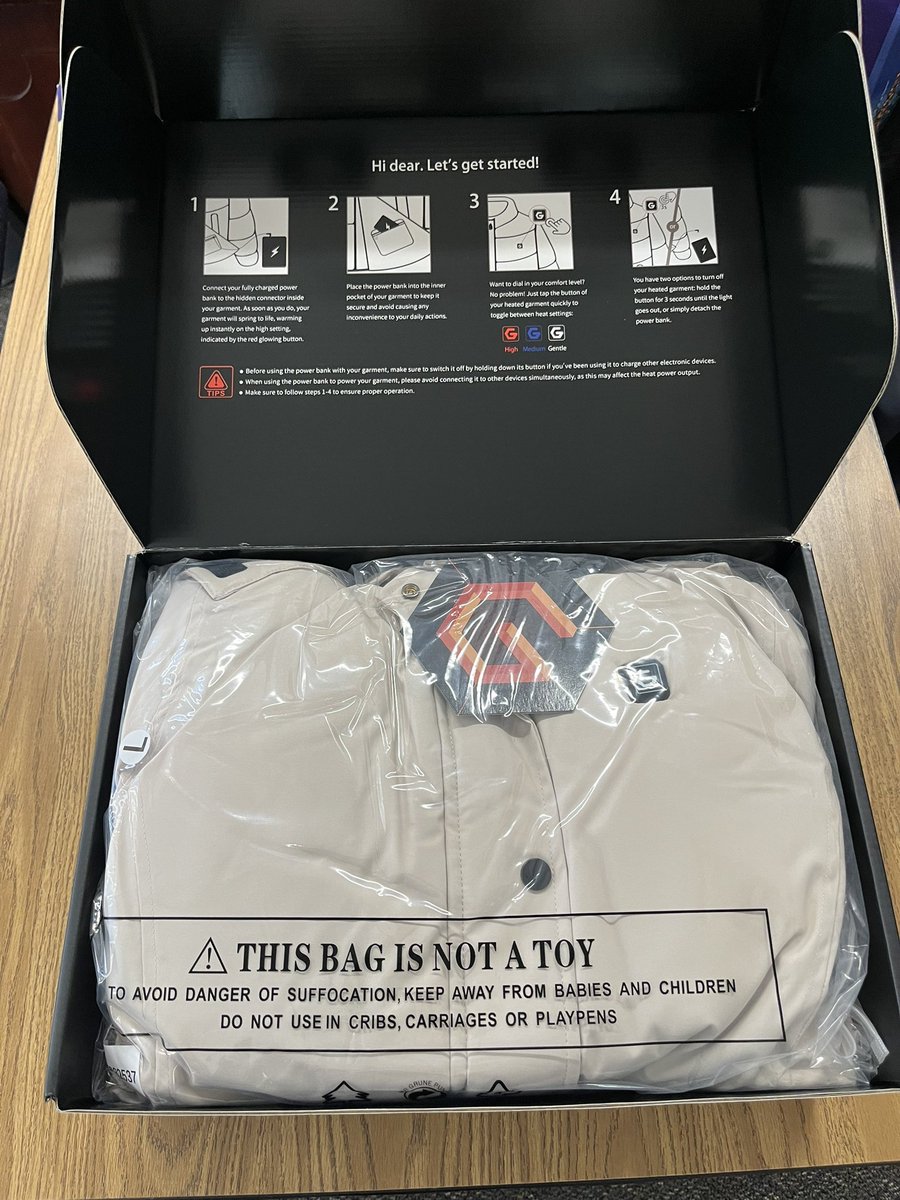 Hi dear. Let's get started!
1
Connect your fully charged power
bank to the hidden connector inside
your garment. As soon as you do, your
garment will spring to life, warming
up instantly on the high setting,
indicated by the red glowing button.
2
Place the power bank into the inner
pocket of your garment to keep it
secure and avoid causing any
inconvenience to your daily actions.
3
Want to dial in your comfort level?
No problem! Just tap the button of
your heated garment quickly to
toggle between heat settings:
High Medium Gentle
4
or
You have two options to turn off
your heated garment: hold the
button for 3 seconds until the light
goes out, or simply detach the
power bank.
TIPS
● Before using the power bank with your garment, make sure to switch it off by holding down its button if you've been using it to charge other electronic devices.
● When using the power bank to power your garment, please avoid connecting it to other devices simultaneously, as this may affect the heat power output.
● Make sure to follow steps 1-4 to ensure proper operation.
L
THIS BAG IS NOT A TOY
TO AVOID DANGER OF SUFFOCATION, KEEP AWAY FROM BABIES AND CHILDREN
DO NOT USE IN CRIBS, CARRIAGES OR PLAYPENS